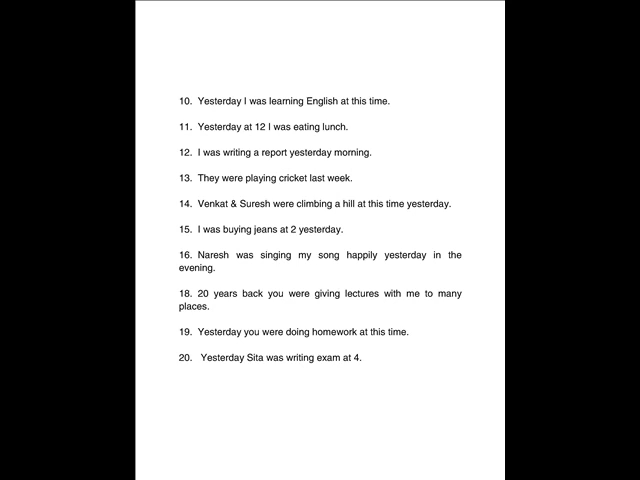 10. Yesterday I was learning English at this time.
11. Yesterday at 12 I was eating lunch.
12. I was writing a report yesterday morning.
13. They were playing cricket last week.
14. Venkat & Suresh were climbing a hill at this time yesterday.
15. I was buying jeans at 2 yesterday.
16. Naresh was singing my song happily yesterday in the
evening.
18. 20 years back you were giving lectures with me to many
places.
19. Yesterday you were doing homework at this time.
20. Yesterday Sita was writing exam at 4.